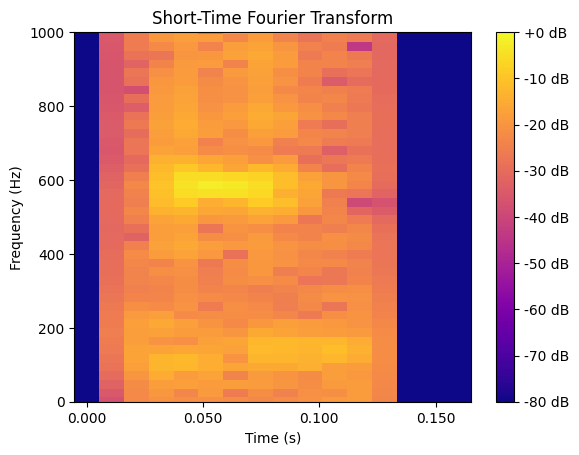 Short-Time Fourier Transform
1000
800
600
400
200
0
Frequency (Hz)
0.000
0.050
0.100
0.150
Time (s)
+0 dB
-10 dB
-20 dB
-30 dB
-40 dB
-50 dB
-60 dB
-70 dB
-80 dB